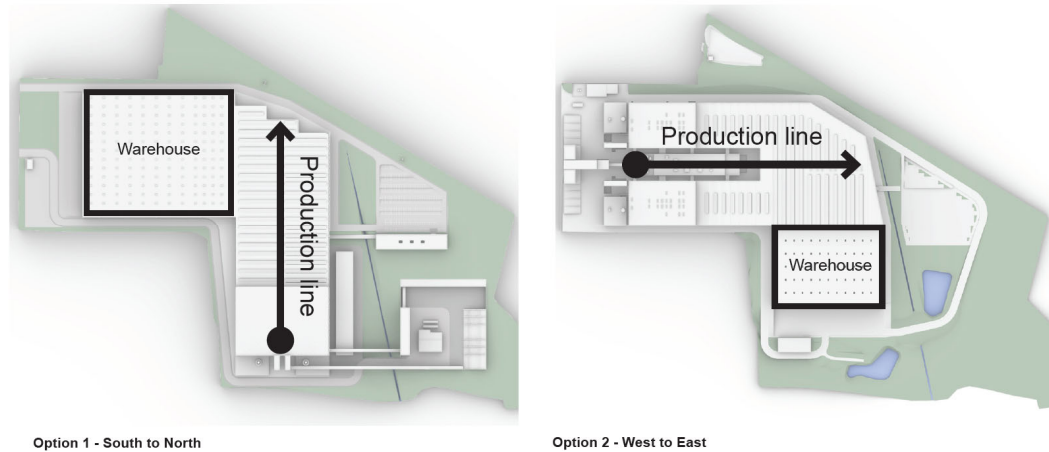 Warehouse
Production line
Option 1 - South to North
Production line
Warehouse
Option 2 - West to East